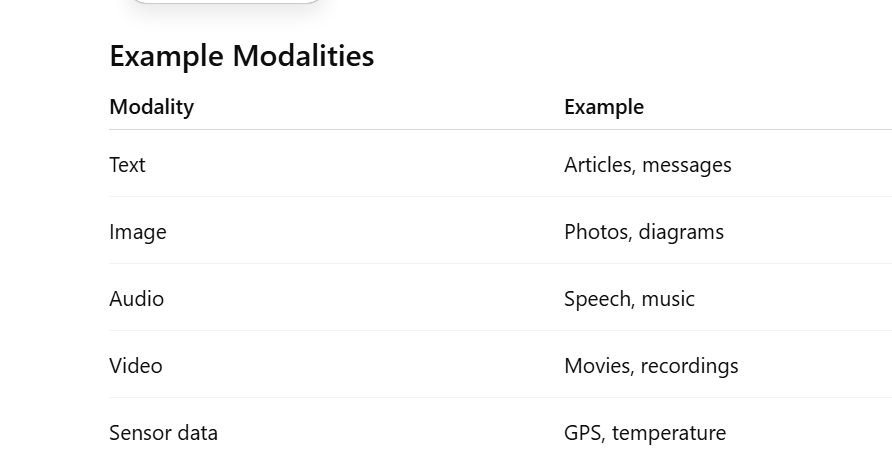 Example Modalities
Modality Example
Text Articles, messages
Image Photos, diagrams
Audio Speech, music
Video Movies, recordings
Sensor data GPS, temperature